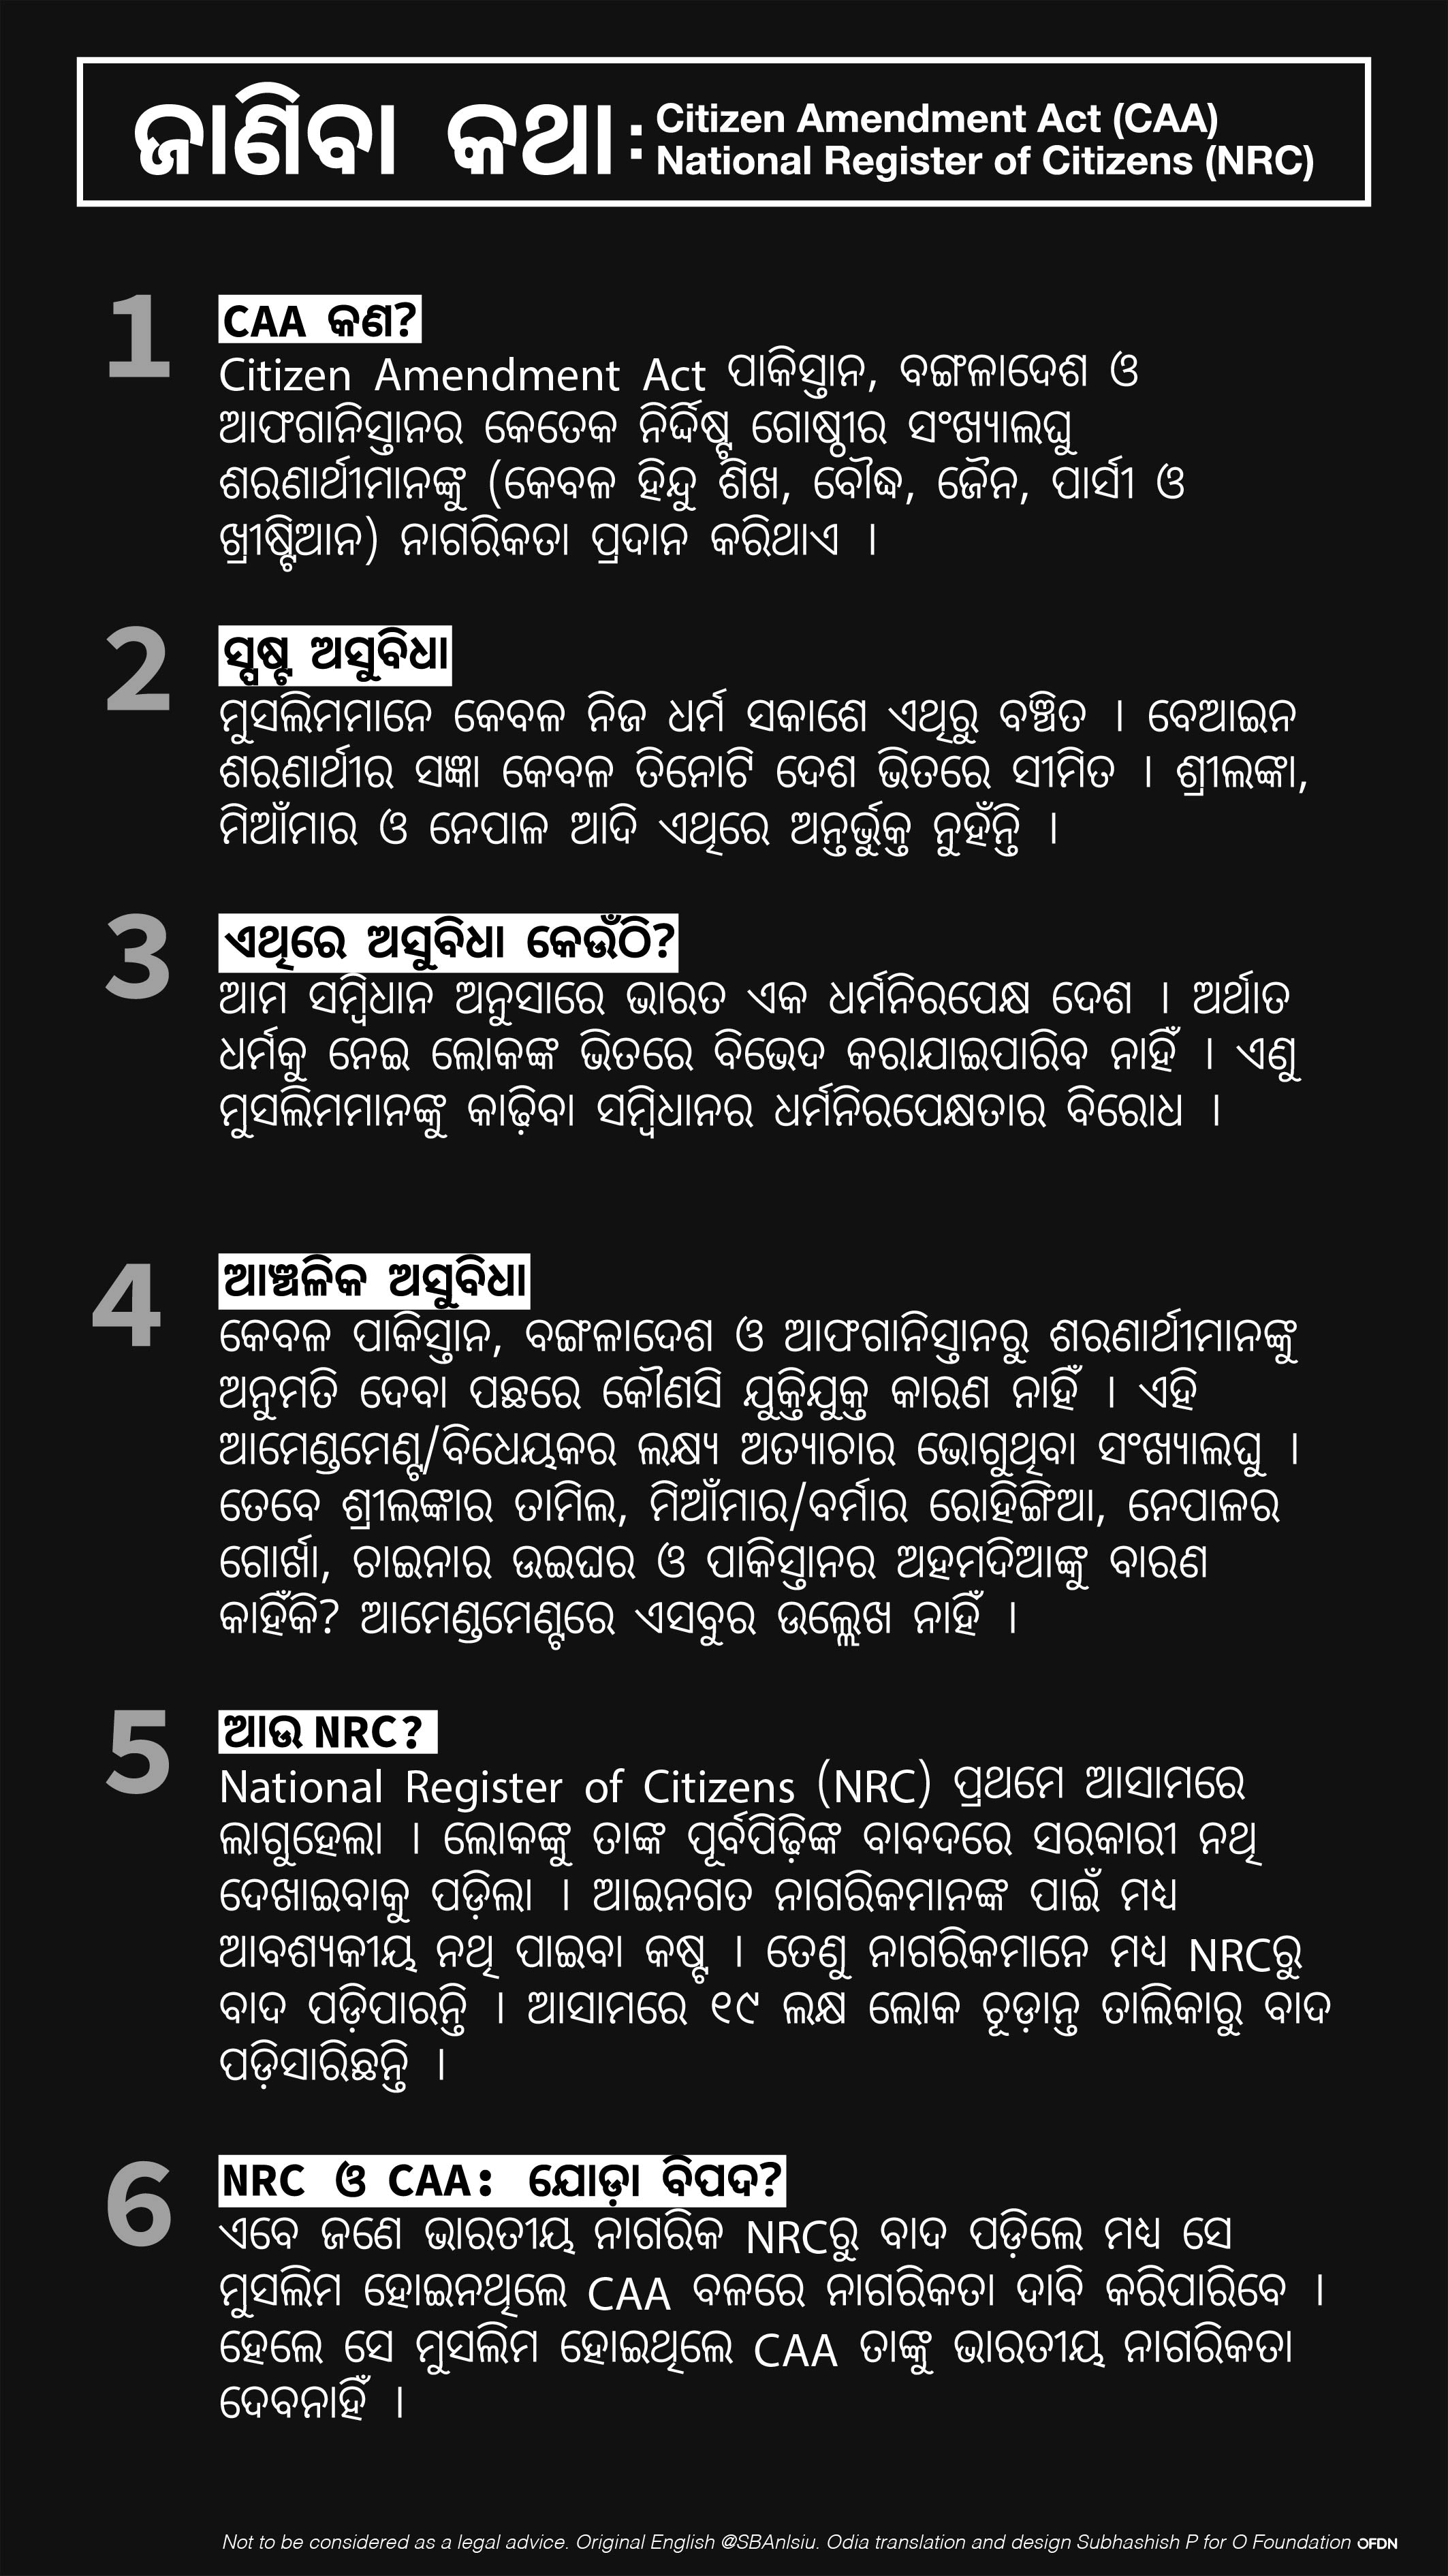 ଜାଣିବା କଥା: Citizen Amendment Act (CAA)
National Register of Citizens (NRC)
1
CAA କଣ?
Citizen Amendment Act ପାକିସ୍ତାନ, ବଙ୍ଗଳାଦେଶ ଓ
ଆଫଗାନିସ୍ତାନର କେତେକ ନିର୍ଦ୍ଦିଷ୍ଟ ଗୋଷ୍ଠୀର ସଂଖ୍ୟାଲଘୁ
ଶରଣାର୍ଥୀମାନଙ୍କୁ (କେବଳ ହିନ୍ଦୁ ଶିଖ, ବୌଦ୍ଧ, ଜୈନ, ପାର୍ସୀ ଓ
ଖ୍ରୀଷ୍ଟିଆନ) ନାଗରିକତା ପ୍ରଦାନ କରିଥାଏ ।
2
ସ୍ପଷ୍ଟ ଅସୁବିଧା
ମୁସଲିମମାନେ କେବଳ ନିଜ ଧର୍ମ ସକାଶେ ଏଥିରୁ ବଞ୍ଚିତ । ବେଆଇନ
ଶରଣାର୍ଥୀର ସଜ୍ଞା କେବଳ ତିନୋଟି ଦେଶ ଭିତରେ ସୀମିତ । ଶ୍ରୀଲଙ୍କା,
ମିଆଁମାର ଓ ନେପାଳ ଆଦି ଏଥିରେ ଅନ୍ତର୍ଭୁକ୍ତ ନୁହଁନ୍ତି ।
3
ଏଥିରେ ଅସୁବିଧା କେଉଁଠି?
ଆମ ସମ୍ବିଧାନ ଅନୁସାରେ ଭାରତ ଏକ ଧର୍ମନିରପେକ୍ଷ ଦେଶ । ଅର୍ଥାତ
ଧର୍ମକୁ ନେଇ ଲୋକଙ୍କ ଭିତରେ ବିଭେଦ କରାଯାଇପାରିବ ନାହିଁ । ଏଣୁ
ମୁସଲିମମାନଙ୍କୁ କାଢ଼ିବା ସମ୍ବିଧାନର ଧର୍ମନିରପେକ୍ଷତାର ବିରୋଧ ।
4
ଆଞ୍ଚଳିକ ଅସୁବିଧା
କେବଳ ପାକିସ୍ତାନ, ବଙ୍ଗଳାଦେଶ ଓ ଆଫଗାନିସ୍ତାନରୁ ଶରଣାର୍ଥୀମାନଙ୍କୁ
ଅନୁମତି ଦେବା ପଛରେ କୌଣସି ଯୁକ୍ତିଯୁକ୍ତ କାରଣ ନାହିଁ । ଏହି
ଆମେଣ୍ଡମେଣ୍ଟ/ବିଧେୟକର ଲକ୍ଷ୍ୟ ଅତ୍ୟାଚାର ଭୋଗୁଥିବା ସଂଖ୍ୟାଲଘୁ ।
ତେବେ ଶ୍ରୀଲଙ୍କାର ତାମିଲ, ମିଆଁମାର/ବର୍ମାର ରୋହିଙ୍ଗିଆ, ନେପାଳର
ଗୋର୍ଖା, ଚାଇନାର ଉଇଘର ଓ ପାକିସ୍ତାନର ଅହମଦିଆଙ୍କୁ ବାରଣ
କାହିଁକି? ଆମେଣ୍ଡମେଣ୍ଟରେ ଏସବୁର ଉଲ୍ଲେଖ ନାହିଁ ।
5
ଆଉ NRC?
National Register of Citizens (NRC) ପ୍ରଥମେ ଆସାମରେ
ଲାଗୁହେଲା । ଲୋକଙ୍କୁ ତାଙ୍କ ପୂର୍ବପିଢ଼ିଙ୍କ ବାବଦରେ ସରକାରୀ ନଥି
ଦେଖାଇବାକୁ ପଡ଼ିଲା । ଆଇନଗତ ନାଗରିକମାନଙ୍କ ପାଇଁ ମଧ୍ୟ
ଆବଶ୍ୟକୀୟ ନଥି ପାଇବା କଷ୍ଟ । ତେଣୁ ନାଗରିକମାନେ ମଧ୍ୟ NRCରୁ
ବାଦ ପଡ଼ିପାରନ୍ତି । ଆସାମରେ ୧୯ ଲକ୍ଷ ଲୋକ ଚୂଡ଼ାନ୍ତ ତାଲିକାରୁ ବାଦ
ପଡ଼ିସାରିଛନ୍ତି ।
6
NRC ଓ CAA: ଯୋଡ଼ା ବିପଦ?
ଏବେ ଜଣେ ଭାରତୀୟ ନାଗରିକ NRCରୁ ବାଦ ପଡ଼ିଲେ ମଧ୍ୟ ସେ
ମୁସଲିମ ହୋଇନଥିଲେ CAA ବଳରେ ନାଗରିକତା ଦାବି କରିପାରିବେ ।
ହେଲେ ସେ ମୁସଲିମ ହୋଇଥିଲେ CAA ତାଙ୍କୁ ଭାରତୀୟ ନାଗରିକତା
ଦେବନାହିଁ ।
Not to be considered as a legal advice. Original English @SBAnlsiu. Odia translation and design Subhashish P for O Foundation OFDN